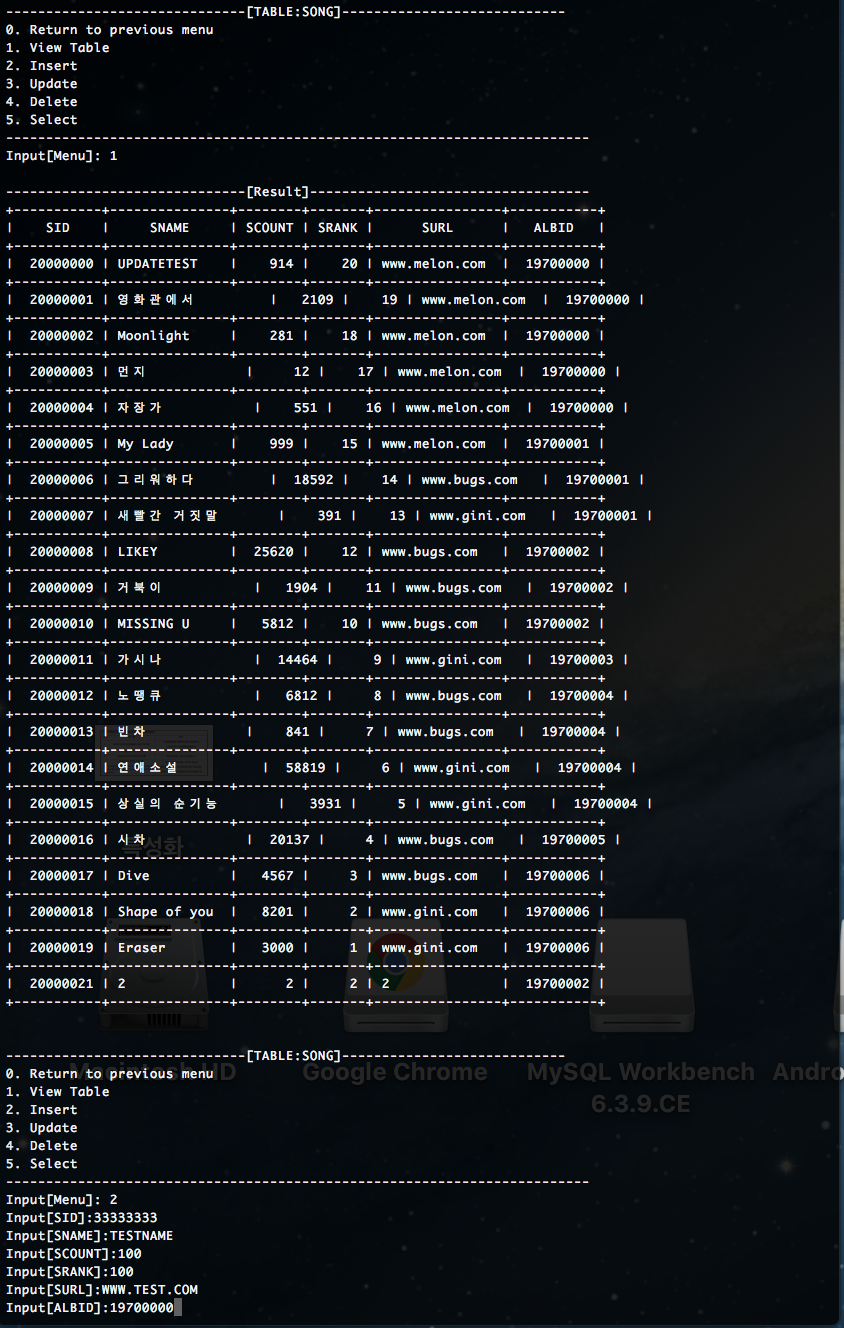 ------------------------------[TABLE:SONG]----------------------------
0. Return to previous menu
1. View Table
2. Insert
3. Update
4. Delete
5. Select
-------------------------------------------------------------------------
Input[Menu]: 1
------------------------------[Result]-----------------------------------
+-----------+---------------+--------+-------+----------------+-----------+
|    SID    |     SNAME     | SCOUNT | SRANK |      SURL      |   ALBID   |
+-----------+---------------+--------+-------+----------------+-----------+
|  20000000 | UPDATETEST    |    914 |    20 | www.melon.com  |  19700000 |
+-----------+---------------+--------+-------+----------------+-----------+
|  20000001 | 영화관에서         |   2109 |    19 | www.melon.com  |  19700000 |
+-----------+---------------+--------+-------+----------------+-----------+
|  20000002 | Moonlight     |    281 |    18 | www.melon.com  |  19700000 |
+-----------+---------------+--------+-------+----------------+-----------+
|  20000003 | 먼지            |     12 |    17 | www.melon.com  |  19700000 |
+-----------+---------------+--------+-------+----------------+-----------+
|  20000004 | 자장가           |    551 |    16 | www.melon.com  |  19700000 |
+-----------+---------------+--------+-------+----------------+-----------+
|  20000005 | My Lady       |    999 |    15 | www.melon.com  |  19700001 |
+-----------+---------------+--------+-------+----------------+-----------+
|  20000006 | 그리워하다         |  18592 |    14 | www.bugs.com   |  19700001 |
+-----------+---------------+--------+-------+----------------+-----------+
|  20000007 | 새빨간 거짓말       |    391 |    13 | www.gini.com   |  19700001 |
+-----------+---------------+--------+-------+----------------+-----------+
|  20000008 | LIKEY         |  25620 |    12 | www.bugs.com   |  19700002 |
+-----------+---------------+--------+-------+----------------+-----------+
|  20000009 | 거북이           |   1904 |    11 | www.bugs.com   |  19700002 |
+-----------+---------------+--------+-------+----------------+-----------+
|  20000010 | MISSING U     |   5812 |    10 | www.bugs.com   |  19700002 |
+-----------+---------------+--------+-------+----------------+-----------+
|  20000011 | 가시나           |  14464 |     9 | www.gini.com   |  19700003 |
+-----------+---------------+--------+-------+----------------+-----------+
|  20000012 | 노땡큐           |   6812 |     8 | www.bugs.com   |  19700004 |
+-----------+---------------+--------+-------+----------------+-----------+
|  20000013 | 빈차            |    841 |     7 | www.bugs.com   |  19700004 |
+-----------+---------------+--------+-------+----------------+-----------+
|  20000014 | 연애소설          |  58819 |     6 | www.gini.com   |  19700004 |
+-----------+---------------+--------+-------+----------------+-----------+
|  20000015 | 상실의 순기능       |   3931 |     5 | www.gini.com   |  19700004 |
+-----------+---------------+--------+-------+----------------+-----------+
|  20000016 | 시차            |  20137 |     4 | www.bugs.com   |  19700005 |
특성화
+-----------+---------------+--------+-------+----------------+-----------+
|  20000017 | Dive          |   4567 |     3 | www.bugs.com   |  19700006 |
+-----------+---------------+--------+-------+----------------+-----------+
|  20000018 | Shape of you  |   8201 |     2 | www.gini.com   |  19700006 |
+-----------+---------------+--------+-------+----------------+-----------+
|  20000019 | Eraser        |   3000 |     1 | www.gini.com   |  19700006 |
+-----------+---------------+--------+-------+----------------+-----------+
|  20000021 | 2             |      2 |     2 | 2              |  19700002 |
+-----------+---------------+--------+-------+----------------+-----------+
------------------------------[TABLE:SONG]----------------------------
0. Return to previous menu
Macintosh HD Google Chrome MySQL Workbench Andro
6.3.9.CE
1. View Table
2. Insert
3. Update
4. Delete
5. Select
-------------------------------------------------------------------------
Input[Menu]: 2
Input[SID]:33333333
Input[SNAME]:TESTNAME
Input[SCOUNT]:100
Input[SRANK]:100
Input[SURL]:WWW.TEST.COM
Input[ALBID]:19700000